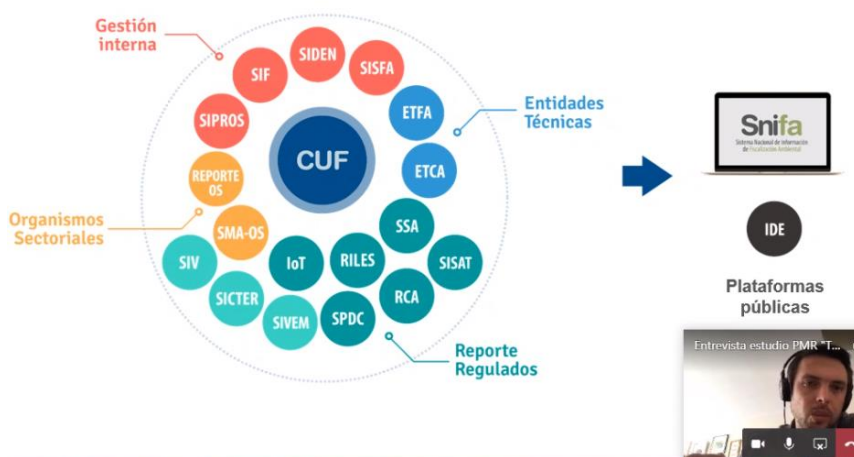 Gestión
interna
SIDEN
SIF
SISFA
SIPROS
ETFA
Entidades
Técnicas
CUF
REPORTE
OS
ETCA
Organismos
Sectoriales
SMA-OS
SSA
SIV
IoT
RILES
SISAT
SICTER
RCA
SIVEM
SPDC
Reporte
Regulados
Snifa
Sistema Nacional de Información
de Fiscalización Ambiental
IDE
Plataformas
públicas
Entrevista estudio PMR "T...